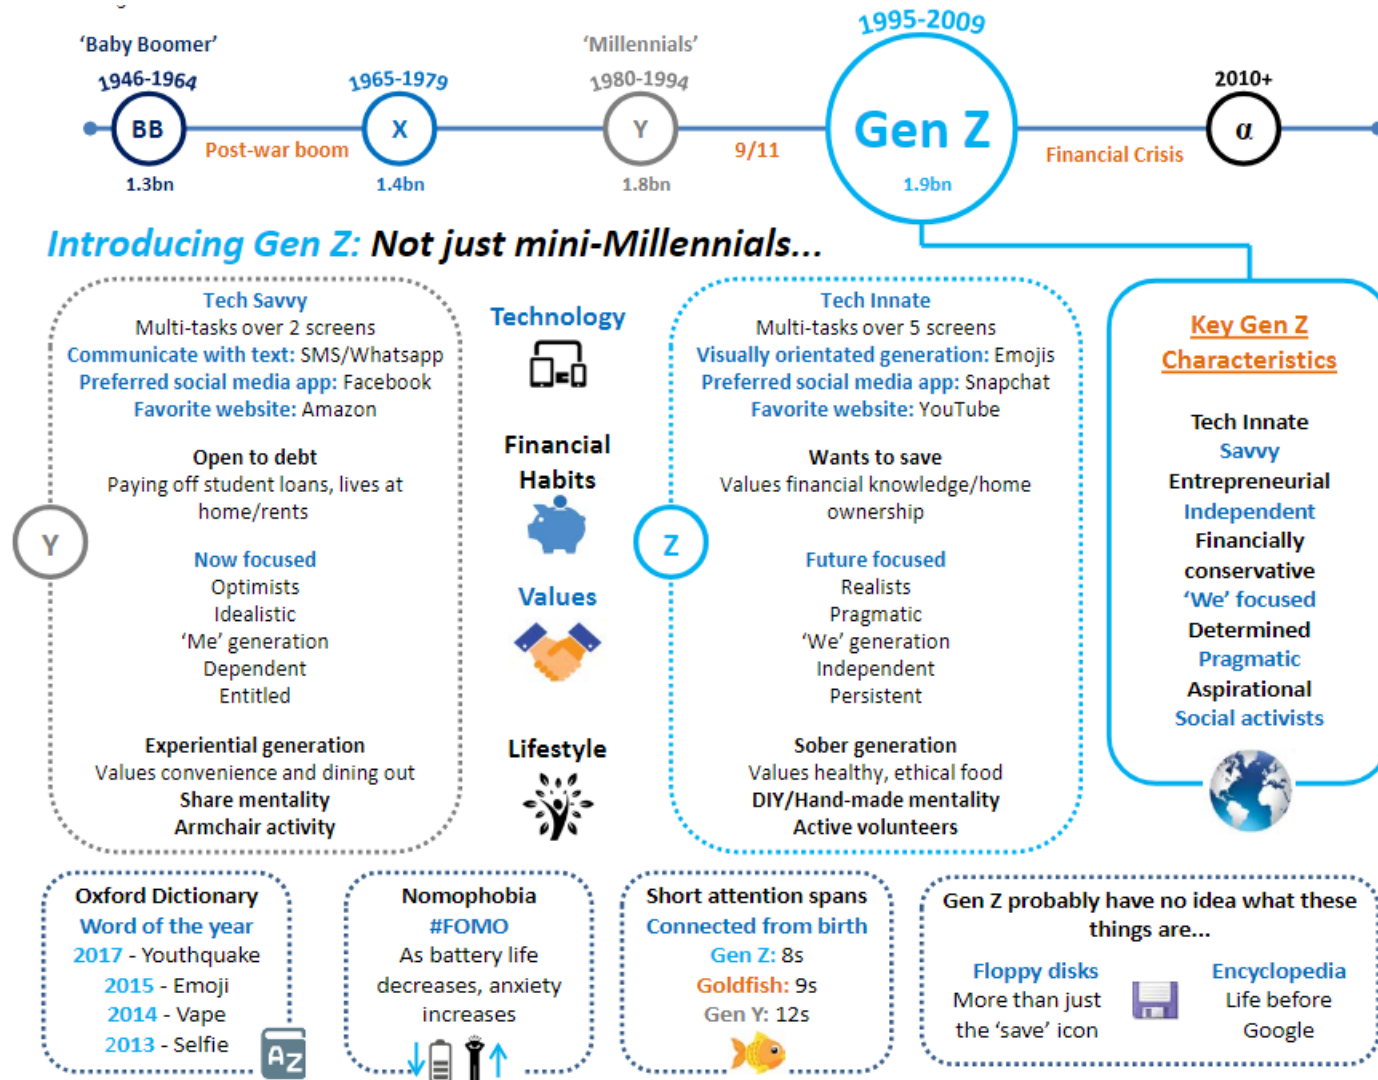 'Baby Boomer'
'Millennials'
1946-1964
1965-1979
1980-1994
1995-2009
2010+
BB
X
Y
Gen Z
α
Post-war boom
9/11
Financial Crisis
1.3bn
1.4bn
1.8bn
1.9bn
Introducing Gen Z: Not just mini-Millennials...
Y
Tech Savvy
Multi-tasks over 2 screens
Communicate with text: SMS/Whatsapp
Preferred social media app: Facebook
Favorite website: Amazon
Open to debt
Paying off student loans, lives at
home/rents
Now focused
Optimists
Idealistic
'Me' generation
Dependent
Entitled
Experiential generation
Values convenience and dining out
Share mentality
Armchair activity
Technology
Financial
Habits
Values
Lifestyle
Z
Tech Innate
Multi-tasks over 5 screens
Visually orientated generation: Emojis
Preferred social media app: Snapchat
Favorite website: YouTube
Wants to save
Values financial knowledge/home
ownership
Future focused
Realists
Pragmatic
'We' generation
Independent
Persistent
Sober generation
Values healthy, ethical food
DIY/Hand-made mentality
Active volunteers
Key Gen Z
Characteristics
Tech Innate
Savvy
Entrepreneurial
Independent
Financially
conservative
'We' focused
Determined
Pragmatic
Aspirational
Social activists
Oxford Dictionary
Word of the year
2017 - Youthquake
2015 - Emoji
2014 - Vape
2013 - Selfie
AZ
Nomophobia
#FOMO
As battery life
decreases, anxiety
increases
Short attention spans
Connected from birth
Gen Z: 8s
Goldfish: 9s
Gen Y: 12s
Gen Z probably have no idea what these
things are...
Floppy disks
More than just
the 'save' icon
Encyclopedia
Life before
Google